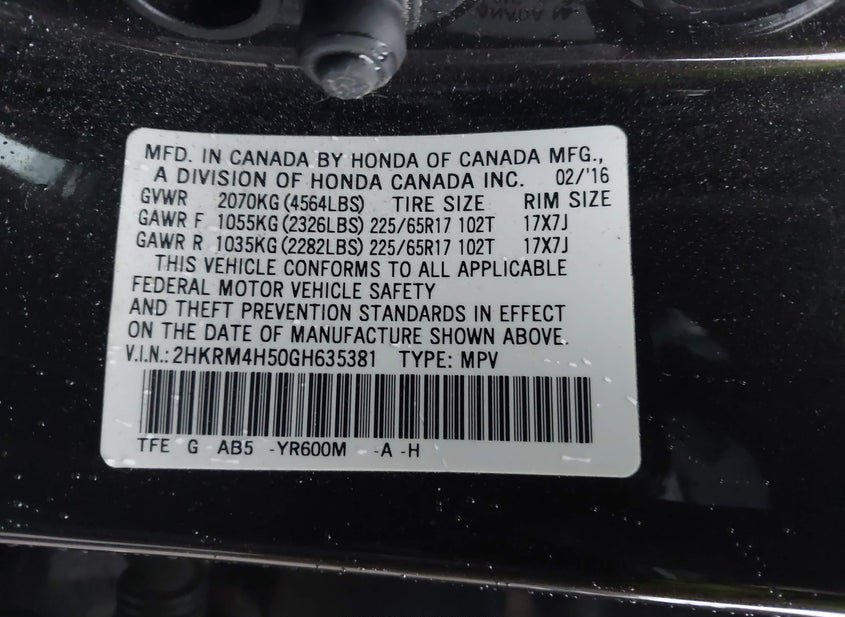 MFD. IN CANADA BY HONDA OF CANADA MFG.,
A DIVISION OF HONDA CANADA INC. 02/'16
GVWR 2070KG (4564LBS) TIRE SIZE RIM SIZE
GAWR F 1055KG (2326LBS) 225/65R17 102T 17X7J
GAWR R 1035KG (2282LBS) 225/65R17 102T 17X7J
THIS VEHICLE CONFORMS TO ALL APPLICABLE
FEDERAL MOTOR VEHICLE SAFETY
AND THEFT PREVENTION STANDARDS IN EFFECT
ON THE DATE OF MANUFACTURE SHOWN ABOVE.
V.I.N.: 2HKRM4H50GH635381 TYPE: MPV
TFE G AB5 -YR600M -A -H